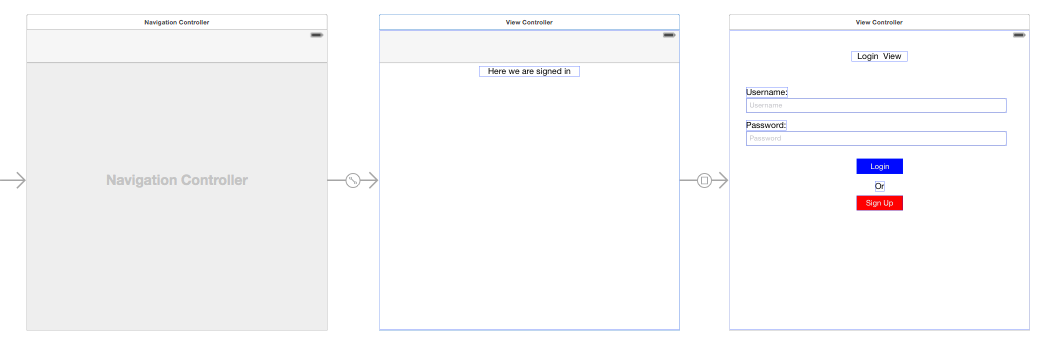 Navigation Controller
Navigation Controller
View Controller
Here we are signed in
View Controller
Login View
Username:
Username
Password:
Password
Login
Or
Sign Up